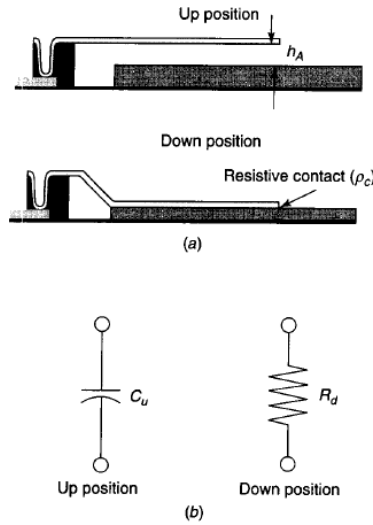 Up position
h_A
Down position
Resistive contact (ρ_c)
(a)
C_u
R_d
Up position
Down position
(b)